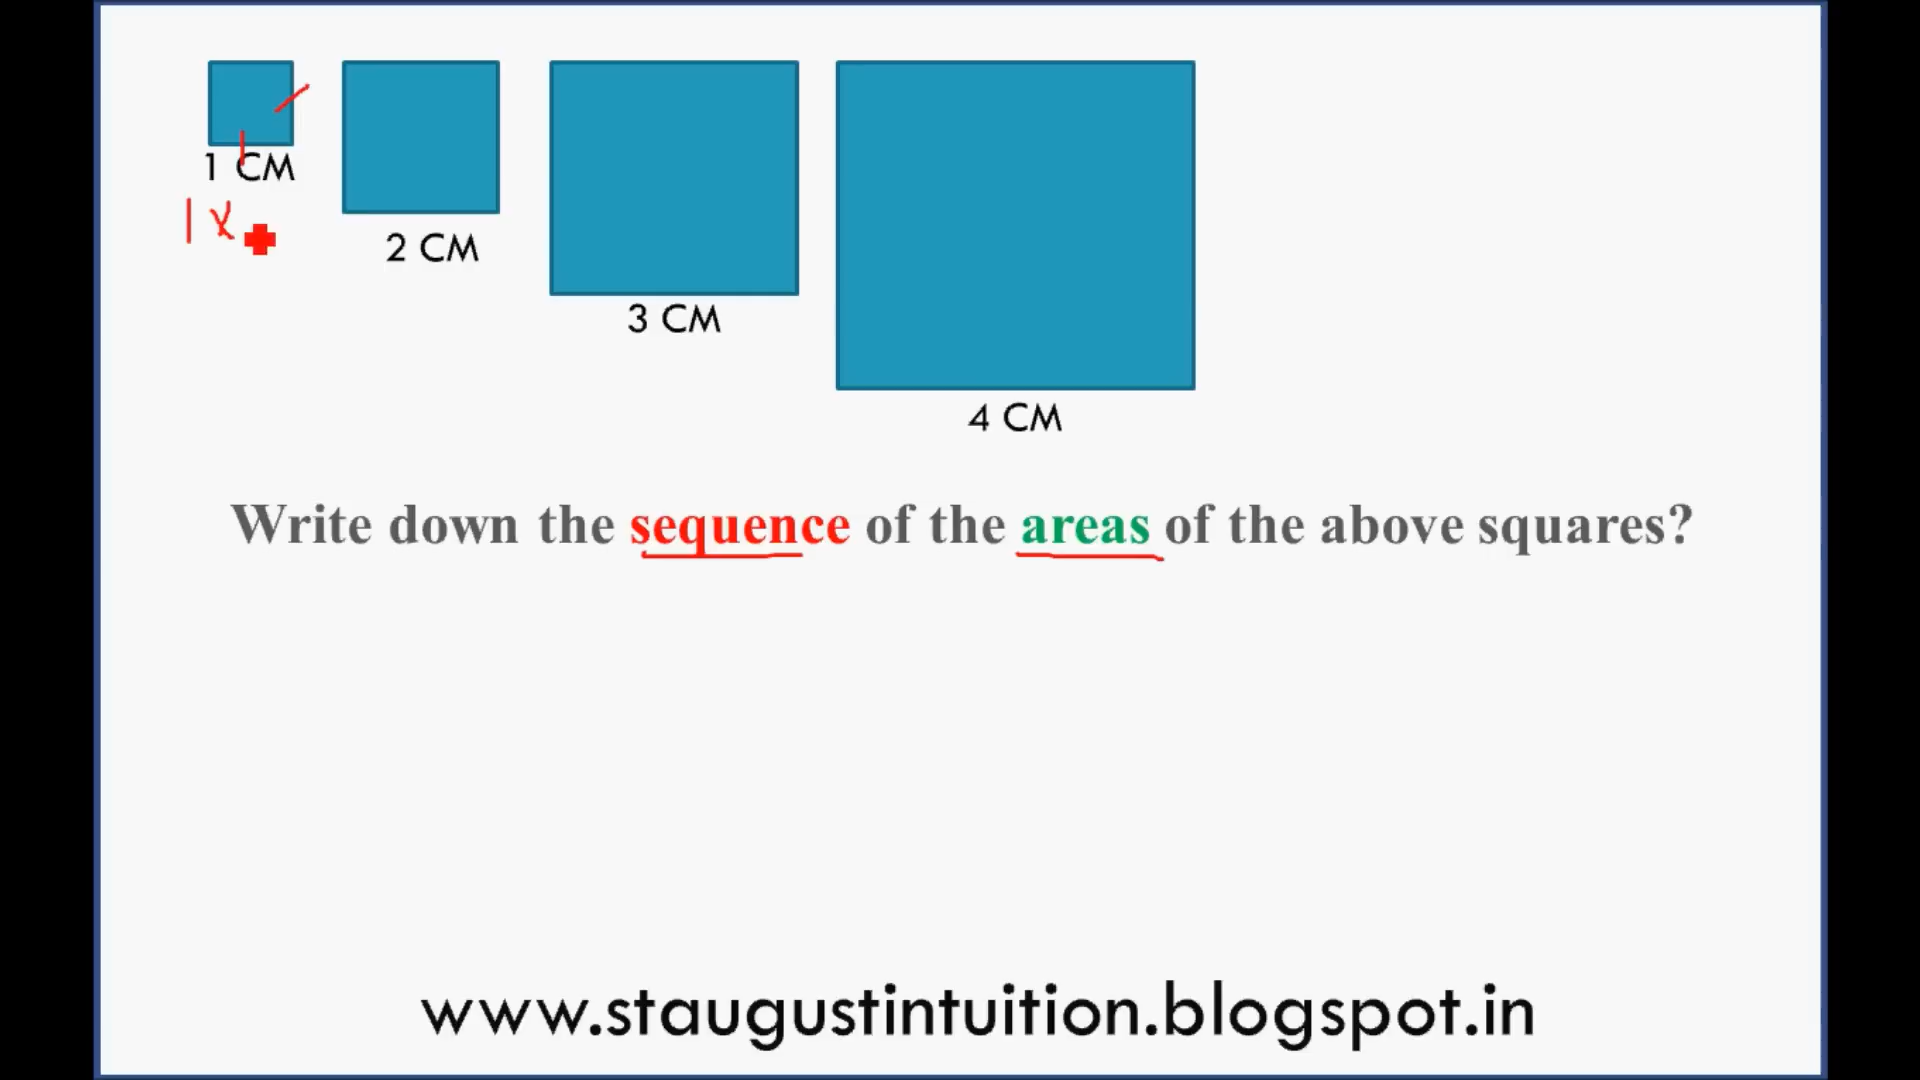 1 CM
1 x
2 CM
3 CM
4 CM
Write down the sequence of the areas of the above squares?
www.staugustintuition.blogspot.in